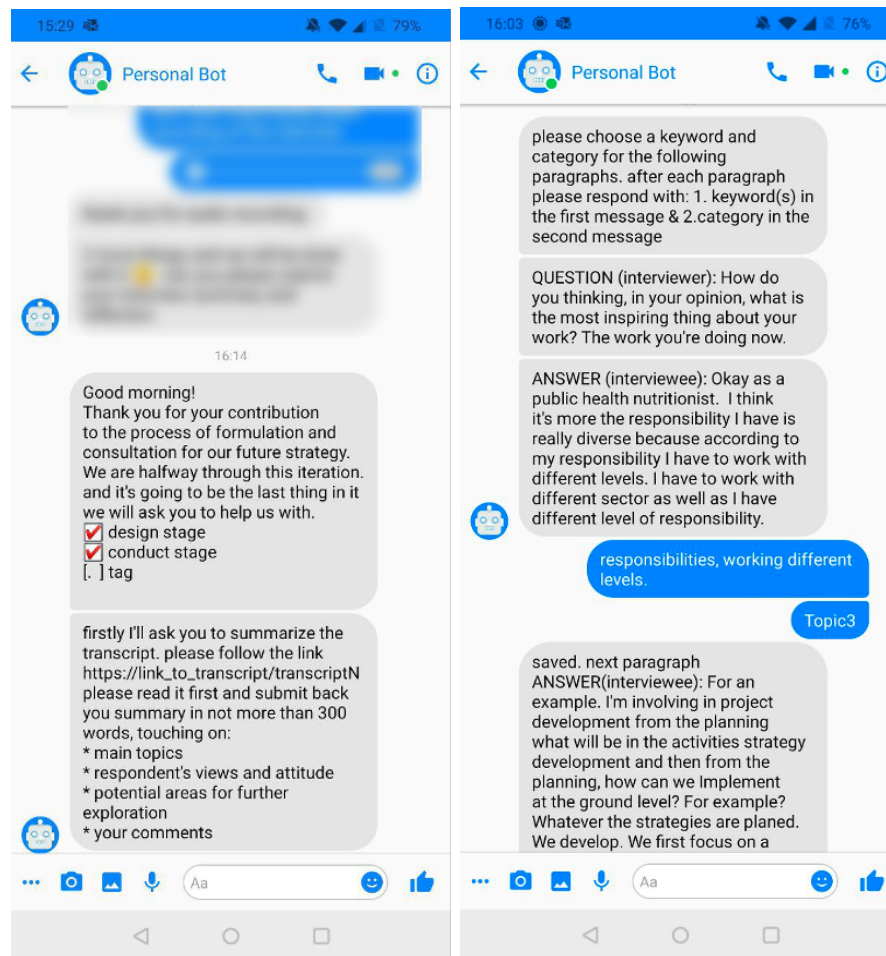 15:29
79%
Personal Bot
16:14
Good morning!
Thank you for your contribution
to the process of formulation and
consultation for our future strategy.
We are halfway through this iteration.
and it's going to be the last thing in it
we will ask you to help us with.
design stage
conduct stage
[. ] tag
firstly I'll ask you to summarize the
transcript. please follow the link
https://link_to_transcript/transcriptN
please read it first and submit back
you summary in not more than 300
words, touching on:
* main topics
* respondent's views and attitude
* potential areas for further
exploration
* your comments
Aa
16:03
76%
Personal Bot
please choose a keyword and
category for the following
paragraphs. after each paragraph
please respond with: 1. keyword(s) in
the first message & 2.category in the
second message
QUESTION (interviewer): How do
you thinking, in your opinion, what is
the most inspiring thing about your
work? The work you're doing now.
ANSWER (interviewee): Okay as a
public health nutritionist.  I think
it's more the responsibility I have is
really diverse because according to
my responsibility I have to work with
different levels. I have to work with
different sector as well as I have
different level of responsibility.
responsibilities, working different
levels.
Topic3
saved. next paragraph
ANSWER(interviewee): For an
example. I'm involving in project
development from the planning
what will be in the activities strategy
development and then from the
planning, how can we Implement
at the ground level? For example?
Whatever the strategies are planed.
We develop. We first focus on a
Aa